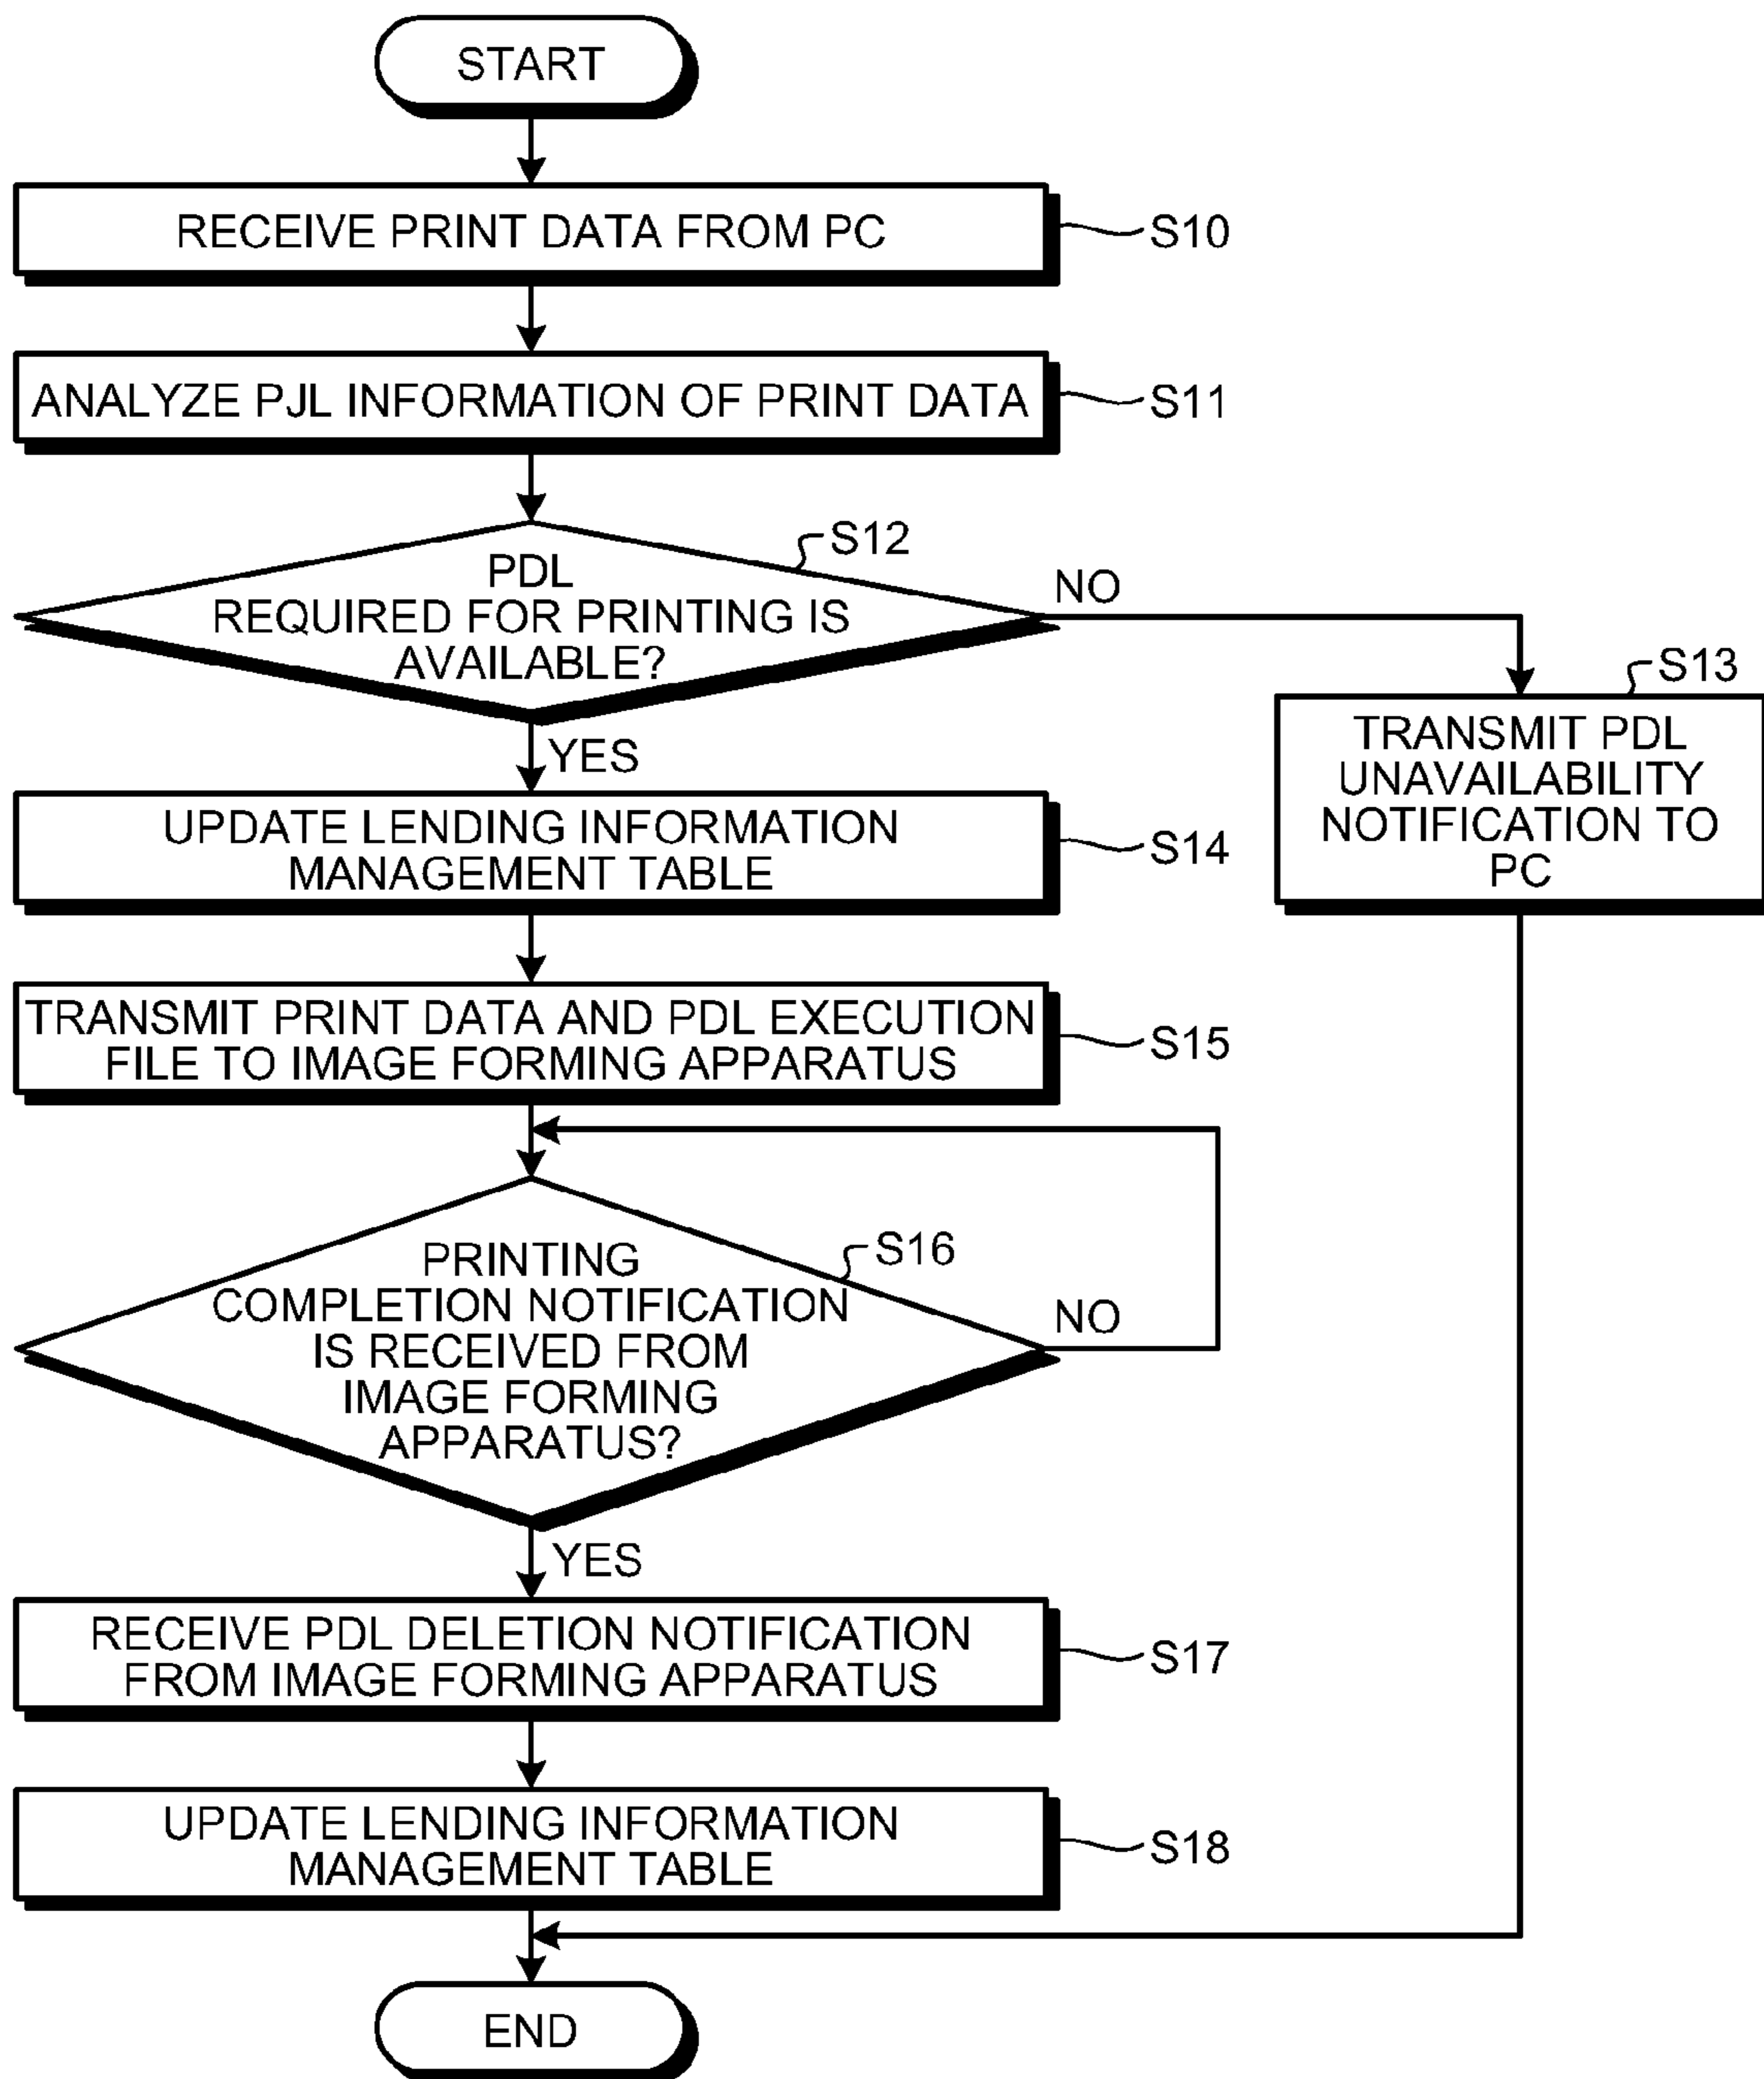 START
RECEIVE PRINT DATA FROM PC
S10
ANALYZE PJL INFORMATION OF PRINT DATA
S11
S12
PDL
REQUIRED FOR PRINTING IS
AVAILABLE?
NO
YES
S13
TRANSMIT PDL
UNAVAILABILITY
NOTIFICATION TO
PC
UPDATE LENDING INFORMATION
MANAGEMENT TABLE
S14
TRANSMIT PRINT DATA AND PDL EXECUTION
FILE TO IMAGE FORMING APPARATUS
S15
S16
PRINTING
COMPLETION NOTIFICATION
IS RECEIVED FROM
IMAGE FORMING
APPARATUS?
NO
YES
RECEIVE PDL DELETION NOTIFICATION
FROM IMAGE FORMING APPARATUS
S17
UPDATE LENDING INFORMATION
MANAGEMENT TABLE
S18
END